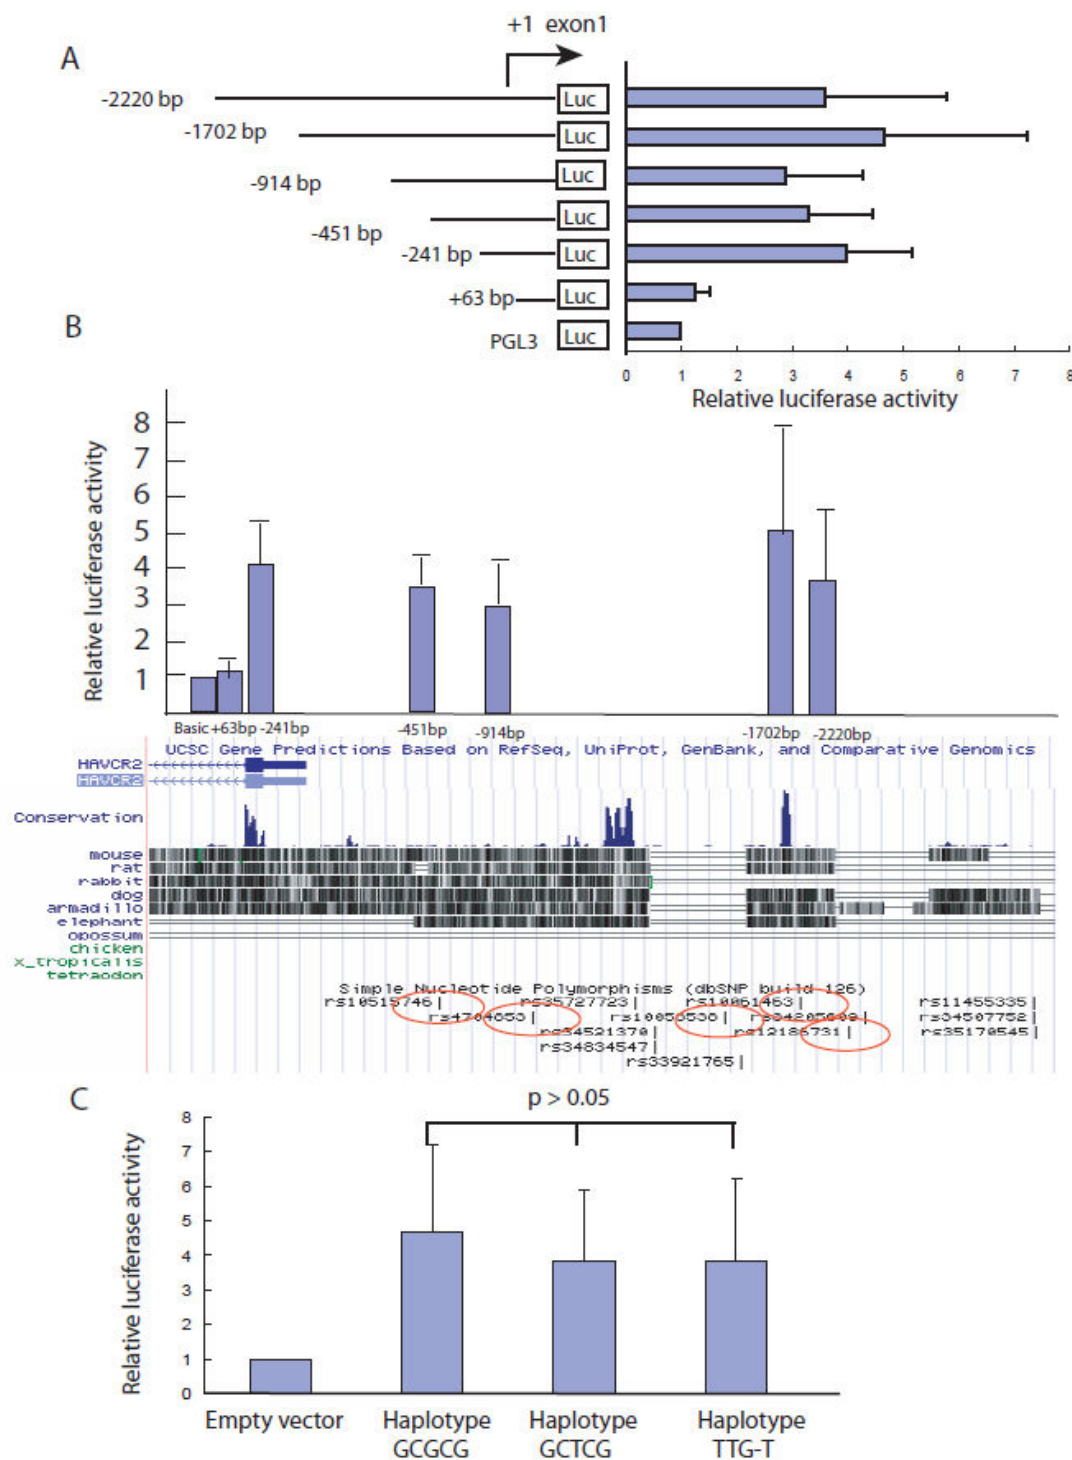 A
+1 exon1
-2220 bp Luc
-1702 bp Luc
-914 bp Luc
-451 bp Luc
-241 bp Luc
+63 bp Luc
PGL3 Luc
0 1 2 3 4 5 6 7 8
Relative luciferase activity
B
Relative luciferase activity
8
7
6
5
4
3
2
1
Basic +63bp -241bp -451bp -914bp -1702bp -2220bp
UCSC Gene Predictions Based on RefSeq, UniProt, GenBank, and Comparative Genomics
HAVCR2
HAVCR2
Conservation
mouse
rat
rabbit
dog
armadillo
elephant
opossum
chicken
x_tropicalis
tetraodon
Simple Nucleotide Polymorphisms (dbSNP build 126)
rs10515746 rs35727723 rs10061463 rs11455335
rs4704853 rs10053538 rs34507752
rs34521370 rs12186731 rs35170545
rs34834547
rs33921765
C
p > 0.05
Relative luciferase activity
8
7
6
5
4
3
2
1
0
Empty vector Haplotype Haplotype Haplotype
GCGCG GCTCG TTG-T